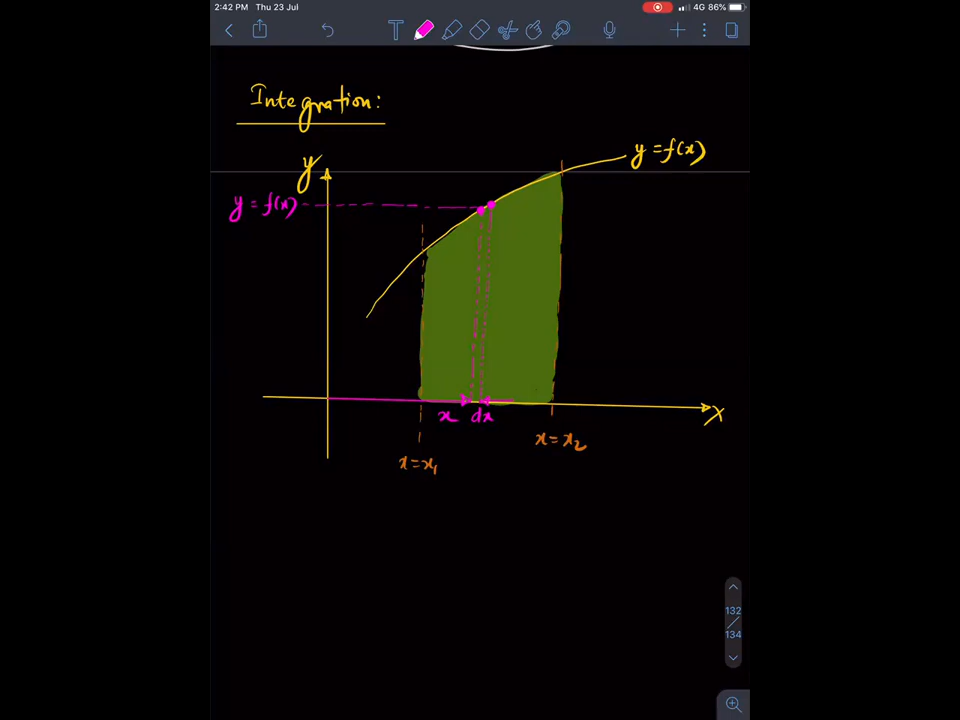 2:42 PM Thu 23 Jul
4G 86%
T
Integration:
y = f(x)
y
y = f(x)
x dx
x
x = x₂
x = x₁
132
134